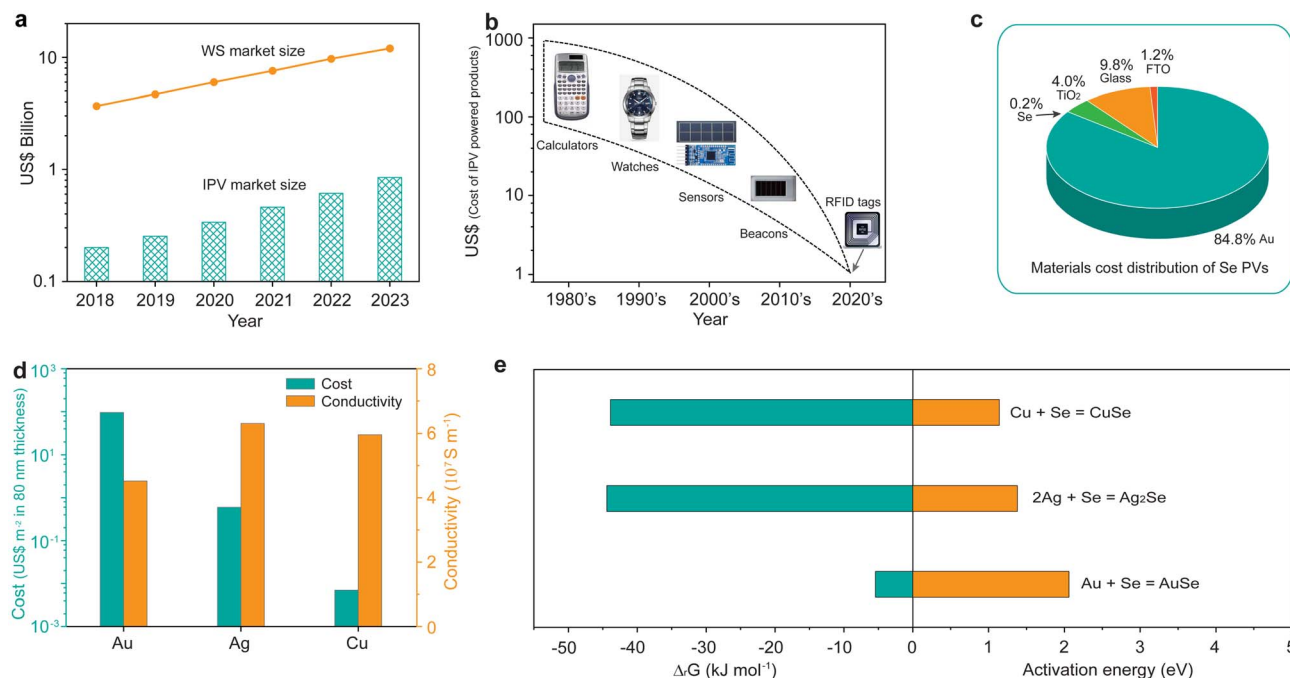 a
US$ Billion
10
1
0.1
WS market size
IPV market size
2018 2019 2020 2021 2022 2023
Year
b
US$ (Cost of IPV powered products)
1000
100
10
1
Calculators
Watches
Sensors
Beacons
RFID tags
1980's 1990's 2000's 2010's 2020's
Year
c
0.2%
Se
4.0%
TiO₂
9.8%
Glass
1.2%
FTO
84.8% Au
Materials cost distribution of Se PVs
d
Cost (US$ m⁻² in 80 nm thickness)
10³
10¹
10⁻¹
10⁻³
Cost
Conductivity
8
6
4
2
0
Conductivity (10⁷ S m⁻¹)
Au Ag Cu
e
Cu + Se = CuSe
2Ag + Se = Ag₂Se
Au + Se = AuSe
-50 -40 -30 -20 -10 0 1 2 3 4 5
ΔᵣG (kJ mol⁻¹) Activation energy (eV)